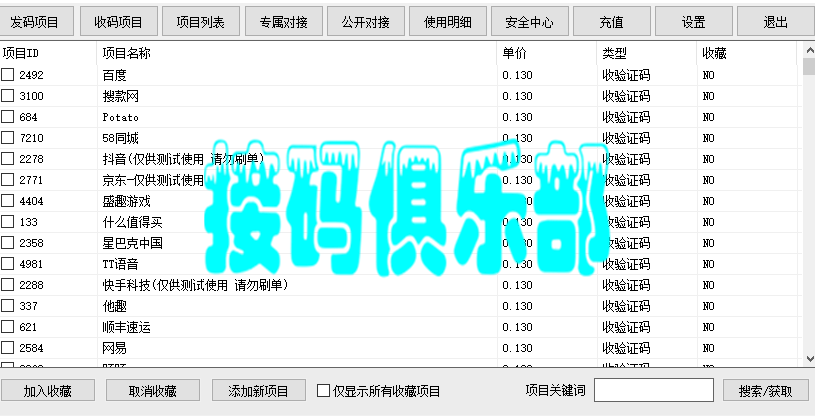 发码项目 收码项目 项目列表 专属对接 公开对接 使用明细 安全中心 充值 设置 退出
项目ID 项目名称 单价 类型 收藏
2492 百度 0.130 收验证码 NO
3100 搜款网 0.130 收验证码 NO
684 Potato 0.130 收验证码 NO
7210 58同城 0.130 收验证码 NO
2278 抖音(仅供测试使用 请勿刷单) 0.130 收验证码 NO
2771 京东-仅供测试使用 0.130 收验证码 NO
4404 盛趣游戏 0.130 收验证码 NO
133 什么值得买 0.130 收验证码 NO
2358 星巴克中国 0.130 收验证码 NO
4981 TT语音 0.130 收验证码 NO
2288 快手科技(仅供测试使用 请勿刷单) 0.130 收验证码 NO
337 他趣 0.130 收验证码 NO
621 顺丰速运 0.130 收验证码 NO
2584 网易 0.130 收验证码 NO
接码俱乐部
加入收藏 取消收藏 添加新项目 仅显示所有收藏项目 项目关键词 搜索/获取